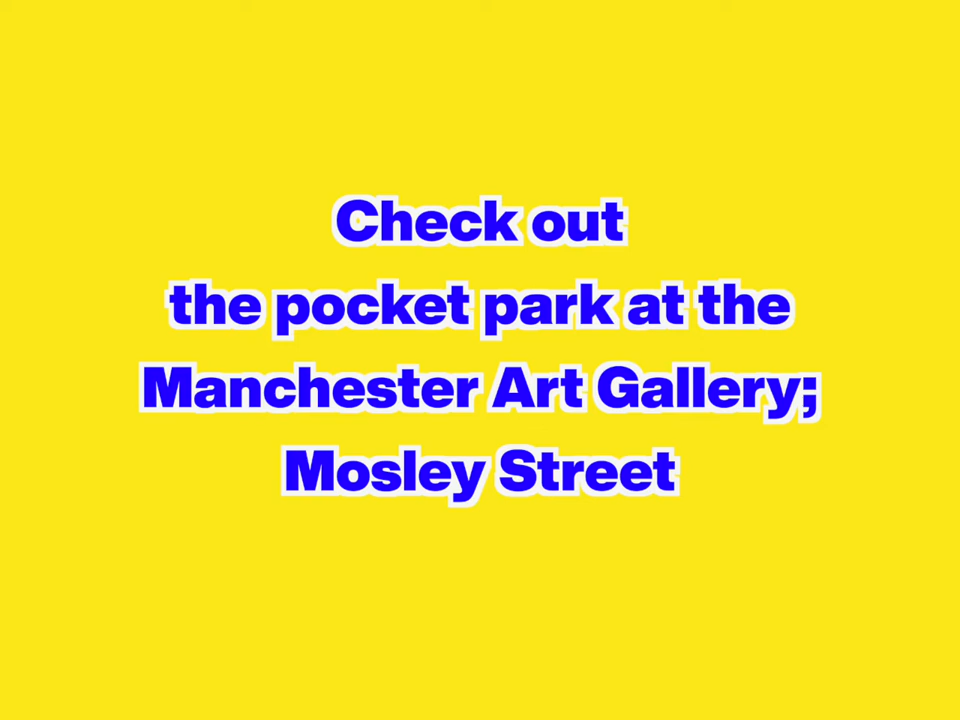 Check out
the pocket park at the
Manchester Art Gallery;
Mosley Street